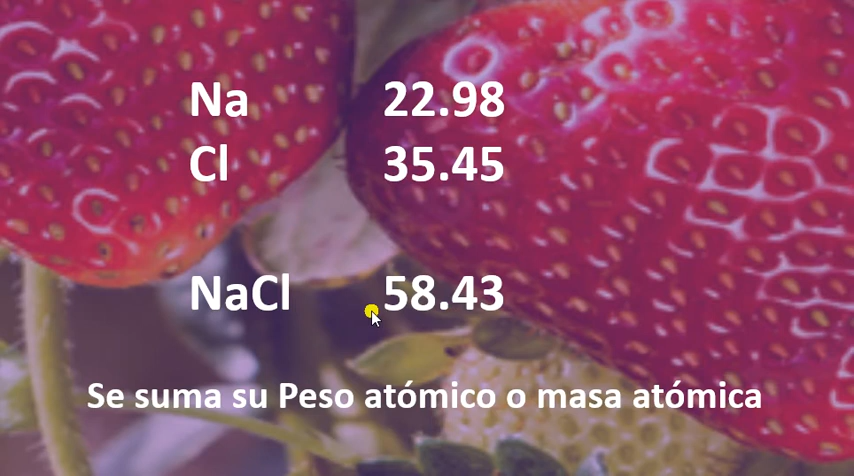 Na 22.98
Cl 35.45
NaCl 58.43
Se suma su Peso atómico o masa atómica